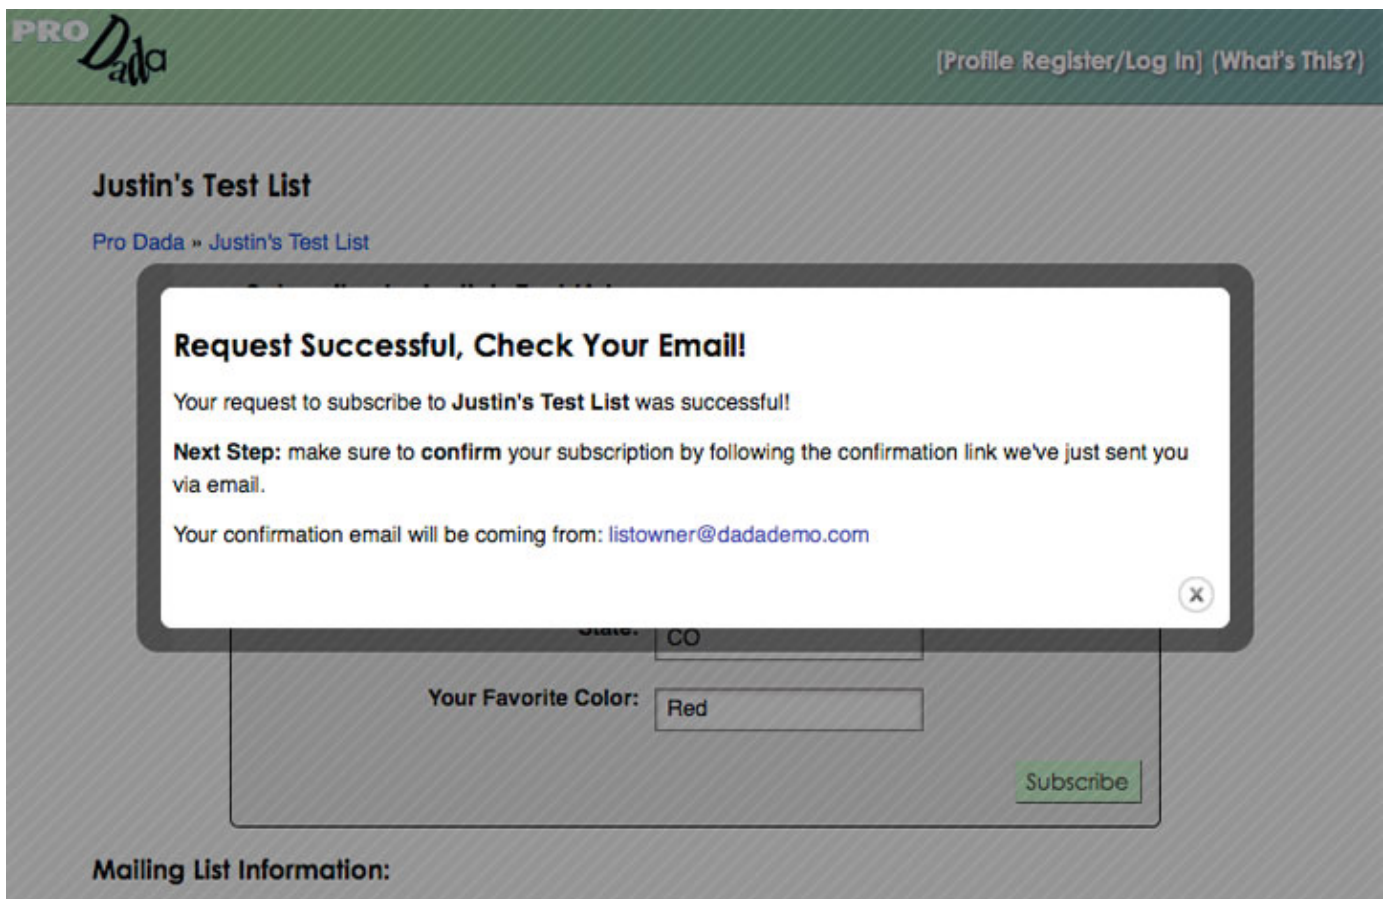 PRO Dada
[Profile Register/Log In] (What's This?)
Justin's Test List
Pro Dada » Justin's Test List
Request Successful, Check Your Email!
Your request to subscribe to Justin's Test List was successful!
Next Step: make sure to confirm your subscription by following the confirmation link we've just sent you
via email.
Your confirmation email will be coming from: listowner@dadademo.com
x
State: CO
Your Favorite Color: Red
Subscribe
Mailing List Information: